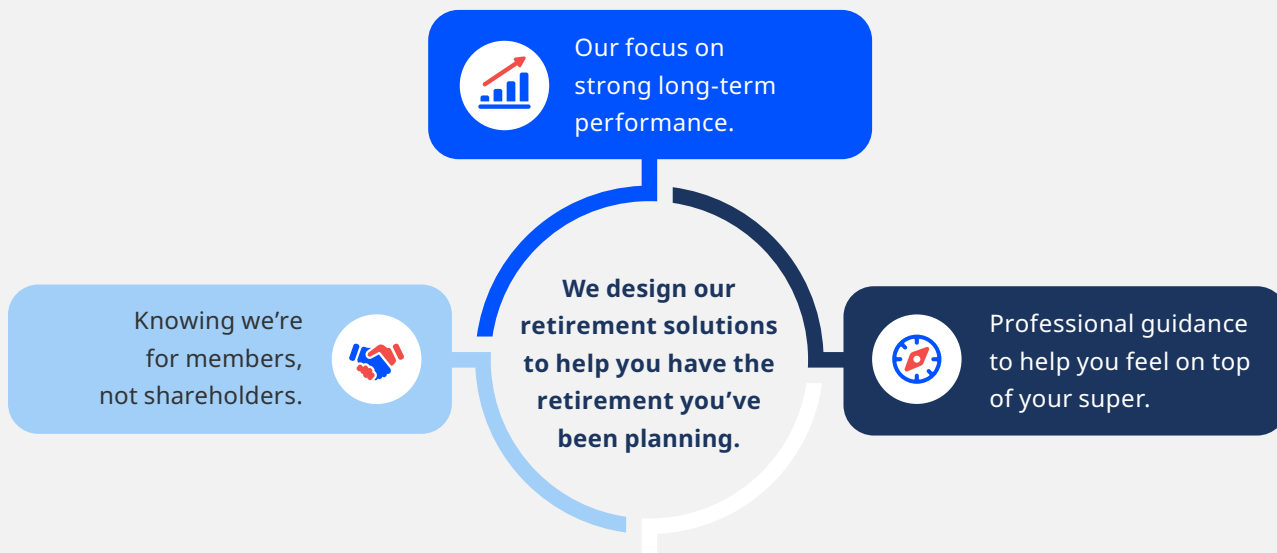 Our focus on
strong long-term
performance.
We design our
retirement solutions
to help you have the
retirement you’ve
been planning.
Knowing we’re
for members,
not shareholders.
Professional guidance
to help you feel on top
of your super.